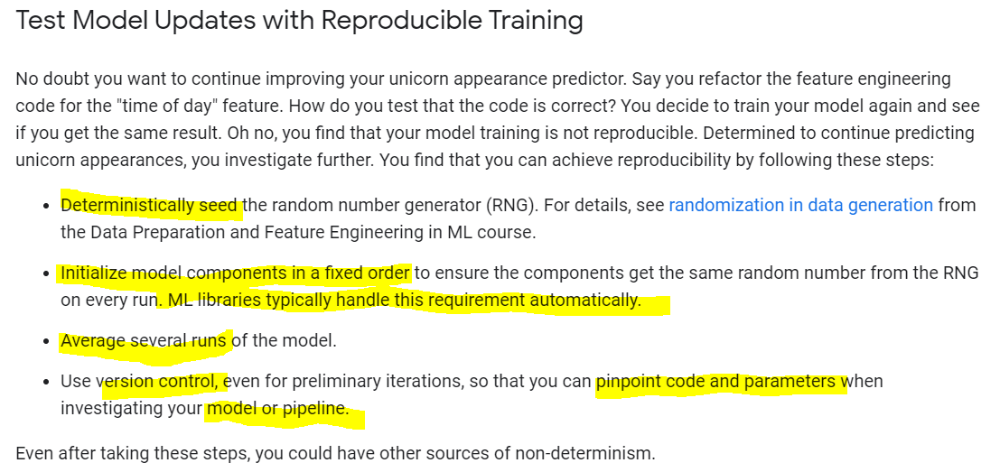 Test Model Updates with Reproducible Training
No doubt you want to continue improving your unicorn appearance predictor. Say you refactor the feature engineering
code for the "time of day" feature. How do you test that the code is correct? You decide to train your model again and see
if you get the same result. Oh no, you find that your model training is not reproducible. Determined to continue predicting
unicorn appearances, you investigate further. You find that you can achieve reproducibility by following these steps:
• Deterministically seed the random number generator (RNG). For details, see randomization in data generation from
the Data Preparation and Feature Engineering in ML course.
• Initialize model components in a fixed order to ensure the components get the same random number from the RNG
on every run. ML libraries typically handle this requirement automatically.
• Average several runs of the model.
• Use version control, even for preliminary iterations, so that you can pinpoint code and parameters when
investigating your model or pipeline.
Even after taking these steps, you could have other sources of non-determinism.